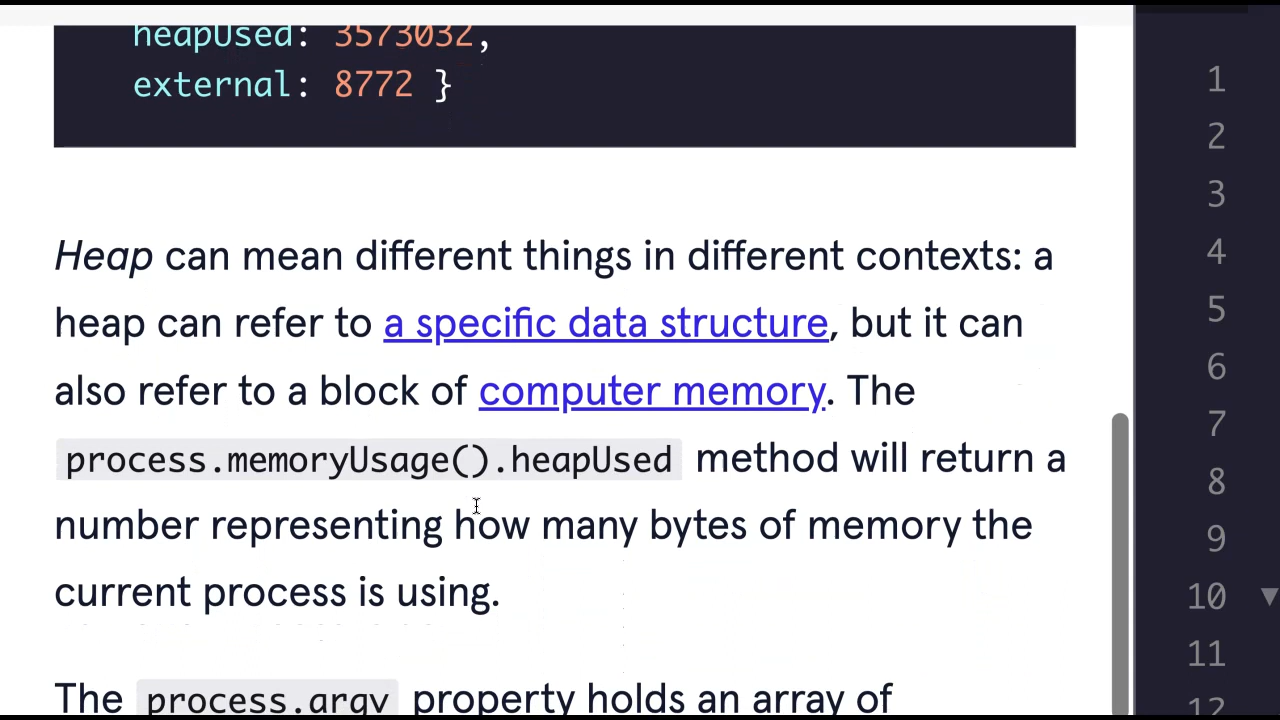 heapUsed: 3573032,
external: 8772 }
Heap can mean different things in different contexts: a
heap can refer to a specific data structure, but it can
also refer to a block of computer memory. The
process.memoryUsage().heapUsed method will return a
number representing how many bytes of memory the
current process is using.
The process.argv property holds an array of
1
2
3
4
5
6
7
8
9
10
11
12